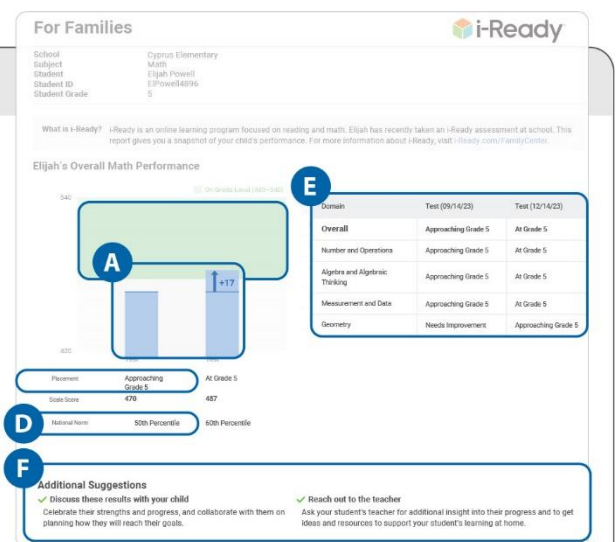 For Families
i-Ready
School Cyprus Elementary
Subject Math
Student Elijah Powell
Student ID ElPowell4896
Student Grade 5
What is i-Ready? i-Ready is an online learning program focused on reading and math. Elijah has recently taken an i-Ready assessment at school. This
report gives you a snapshot of your child's performance. For more information about i-Ready, visit i-Ready.com/FamilyCenter.
Elijah's Overall Math Performance
540
On Grade Level (480-540)
A
+17
420
Test
Test
Placement Approaching Grade 5 At Grade 5
Scale Score 470 487
D
National Norm 50th Percentile 60th Percentile
E
Domain Test (09/14/23) Test (12/14/23)
Overall Approaching Grade 5 At Grade 5
Number and Operations Approaching Grade 5 At Grade 5
Algebra and Algebraic
Thinking Approaching Grade 5 At Grade 5
Measurement and Data Approaching Grade 5 At Grade 5
Geometry Needs Improvement Approaching Grade 5
F
Additional Suggestions
✓ Discuss these results with your child
Celebrate their strengths and progress, and collaborate with them on
planning how they will reach their goals.
✓ Reach out to the teacher
Ask your student's teacher for additional insight into their progress and to get
ideas and resources to support your student's learning at home.